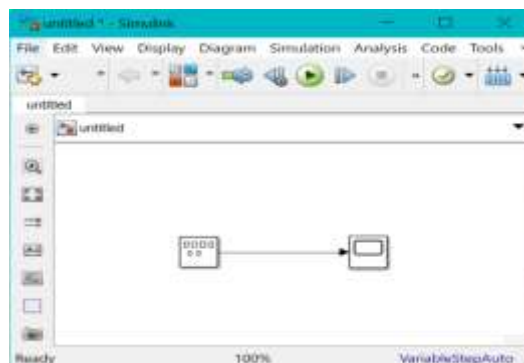 untitled * - Simulink
File Edit View Display Diagram Simulation Analysis Code Tools
untitled
untitled
Ready 100% VariableStepAuto